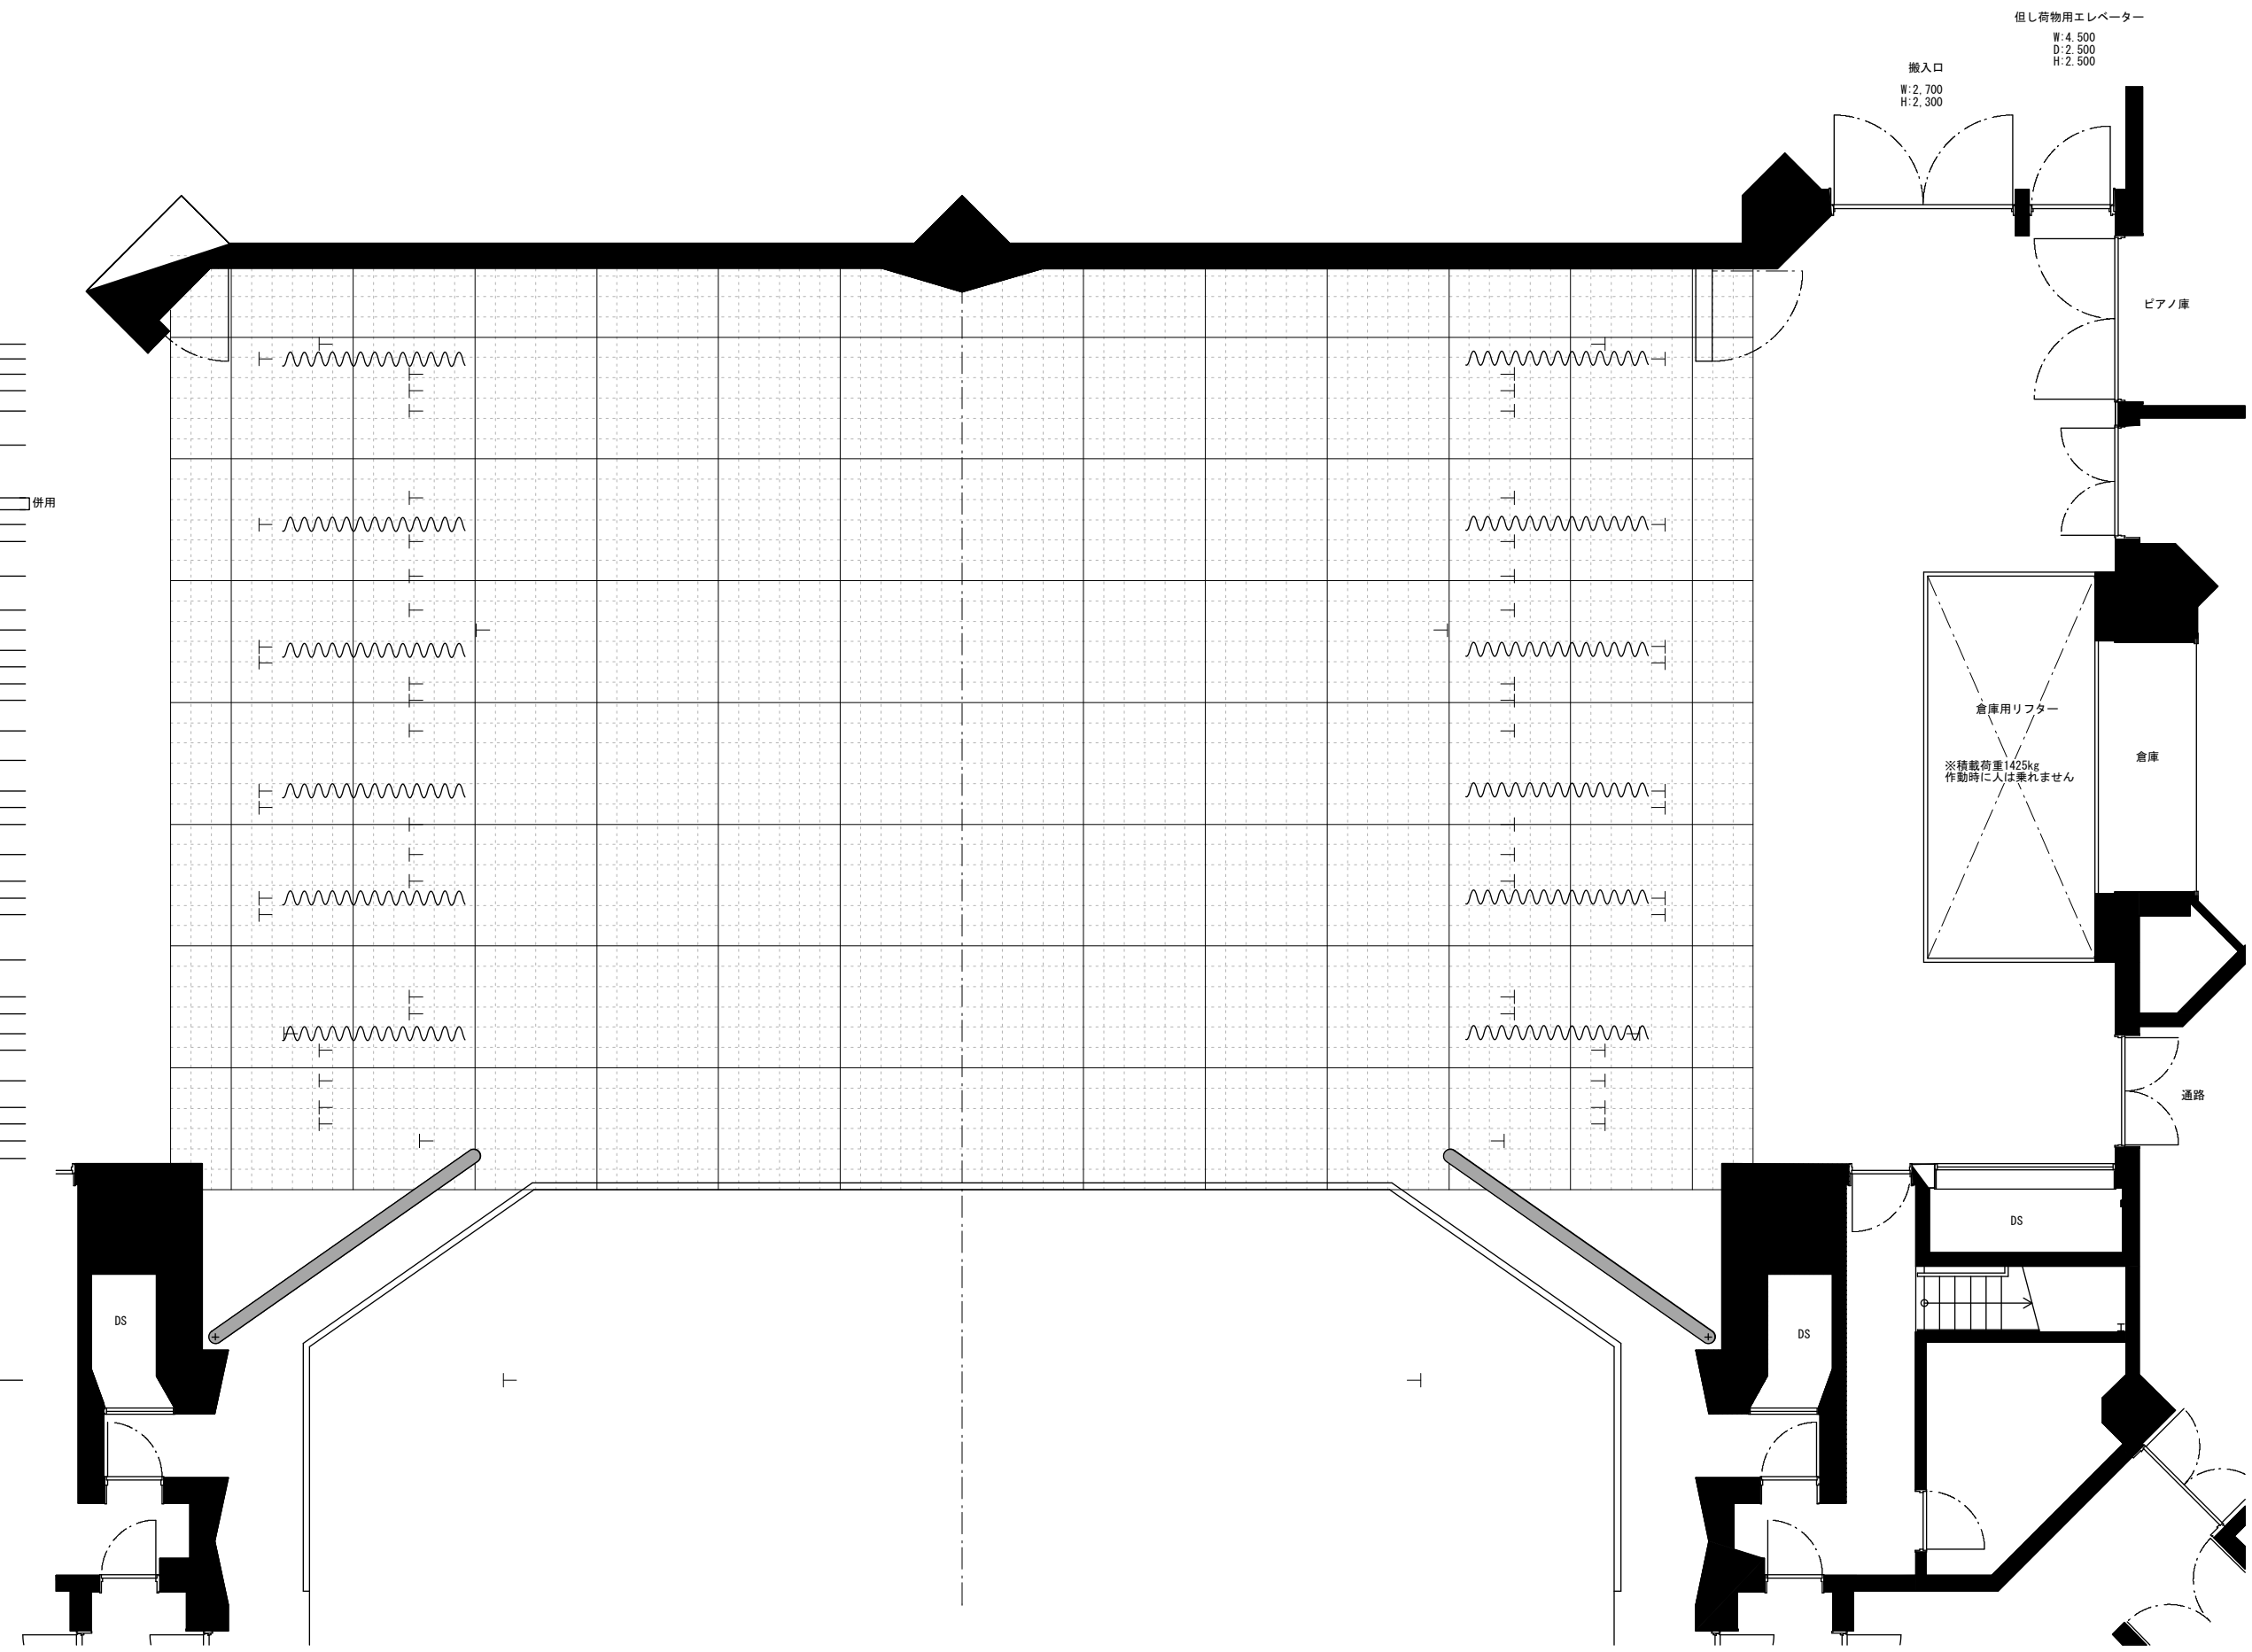 但し荷物用エレベーター
W:4.500
D:2.500
H:2.500
搬入口
W:2,700
H:2,300
ピアノ庫
併用
倉庫用リフター
倉庫
※積載荷重1425kg
作動時に人は乗れません
通路
DS
DS
DS